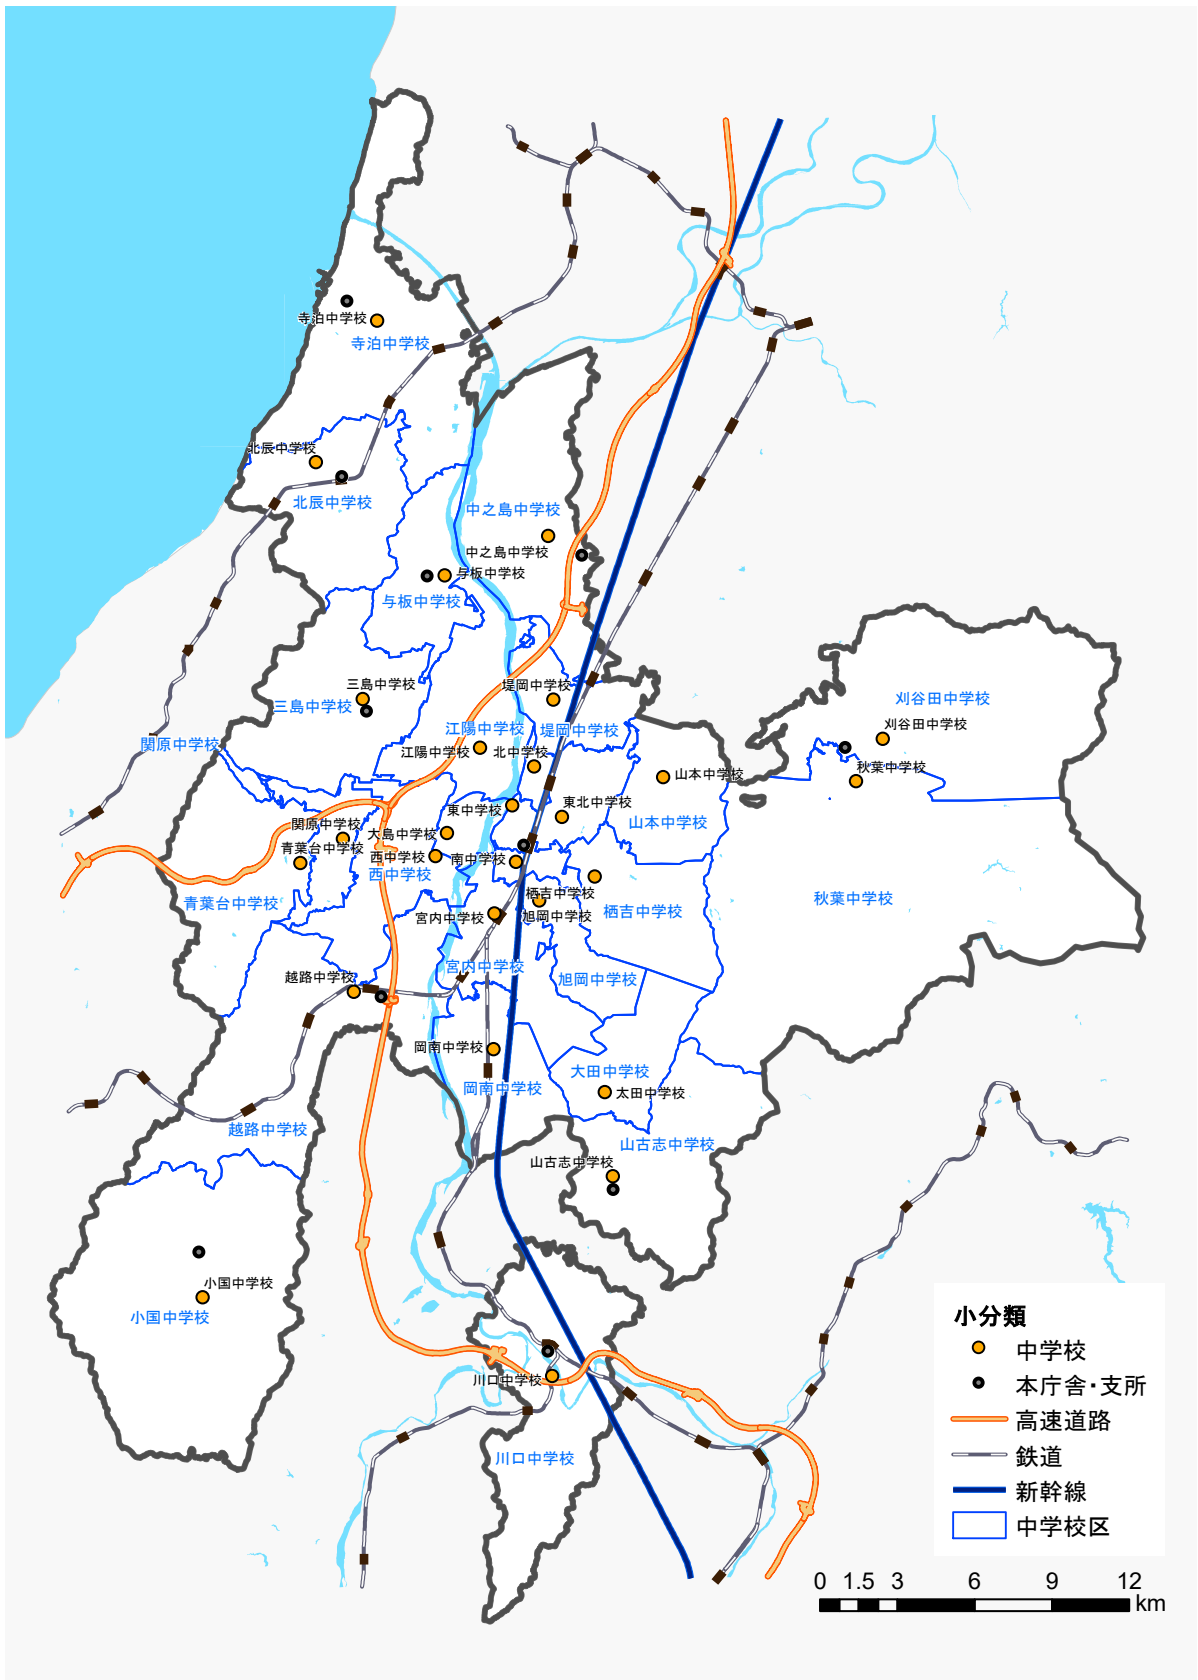 寺泊中学校
寺泊中学校
北辰中学校
北辰中学校
中之島中学校
中之島中学校
与板中学校
与板中学校
三島中学校
三島中学校
堤岡中学校
刈谷田中学校
刈谷田中学校
関原中学校
江陽中学校
堤岡中学校
江陽中学校
北中学校
山本中学校
秋葉中学校
東中学校
東北中学校
山本中学校
関原中学校
大島中学校
青葉台中学校
西中学校
南中学校
西中学校
青葉台中学校
栖吉中学校
秋葉中学校
宮内中学校
旭岡中学校
栖吉中学校
越路中学校
宮内中学校
旭岡中学校
岡南中学校
岡南中学校
大田中学校
太田中学校
越路中学校
山古志中学校
山古志中学校
小国中学校
小国中学校
川口中学校
川口中学校
小分類
中学校
本庁舎・支所
高速道路
鉄道
新幹線
中学校区
0 1.5 3 6 9 12
km